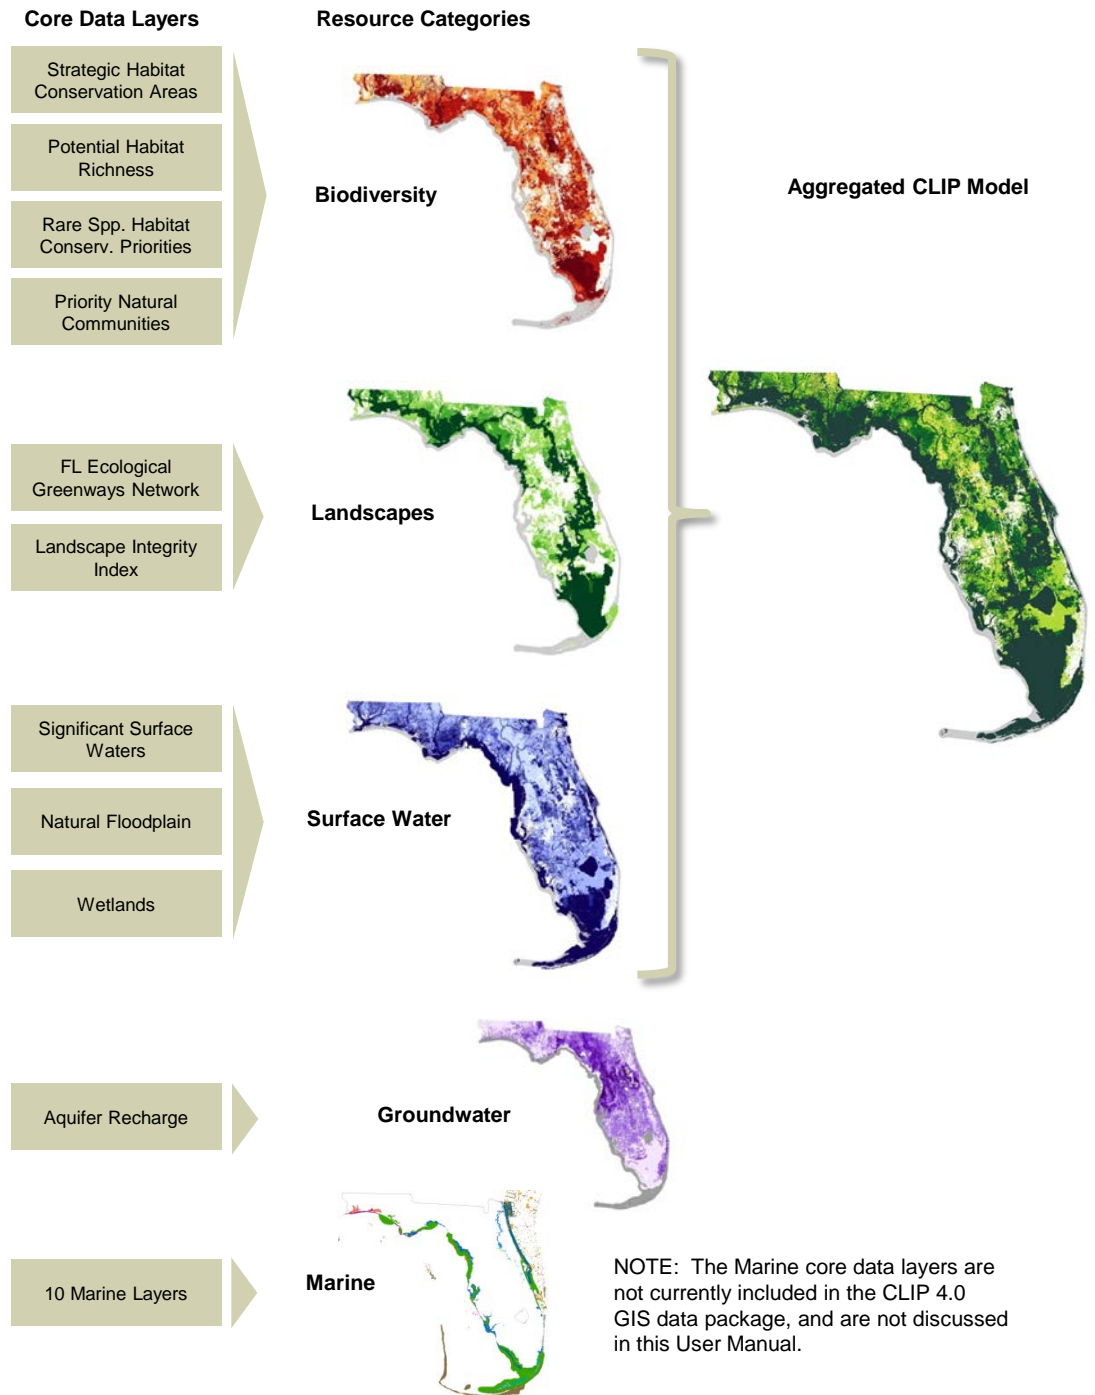 Core Data Layers
Resource Categories
Strategic Habitat
Conservation Areas
Potential Habitat
Richness
Rare Spp. Habitat
Conserv. Priorities
Priority Natural
Communities
Biodiversity
Aggregated CLIP Model
FL Ecological
Greenways Network
Landscape Integrity
Index
Landscapes
Significant Surface
Waters
Natural Floodplain
Wetlands
Surface Water
Aquifer Recharge
Groundwater
10 Marine Layers
Marine
NOTE:  The Marine core data layers are
not currently included in the CLIP 4.0
GIS data package, and are not discussed
in this User Manual.